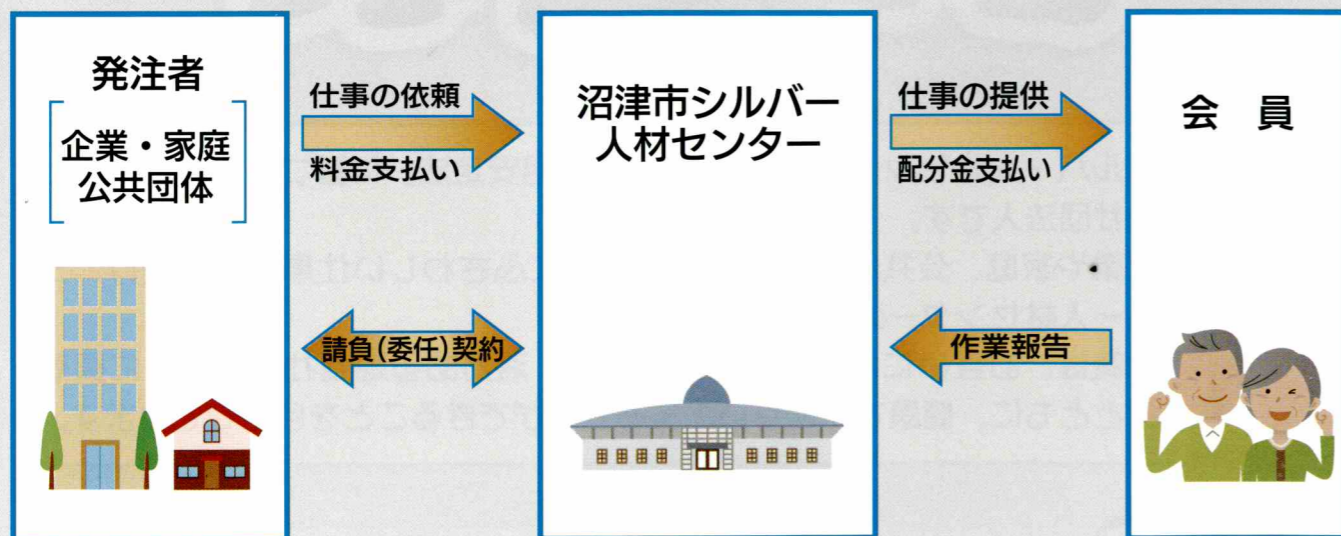 発注者
企業・家庭
公共団体
仕事の依頼
料金支払い
請負(委任)契約
沼津市シルバー
人材センター
仕事の提供
配分金支払い
作業報告
会 員